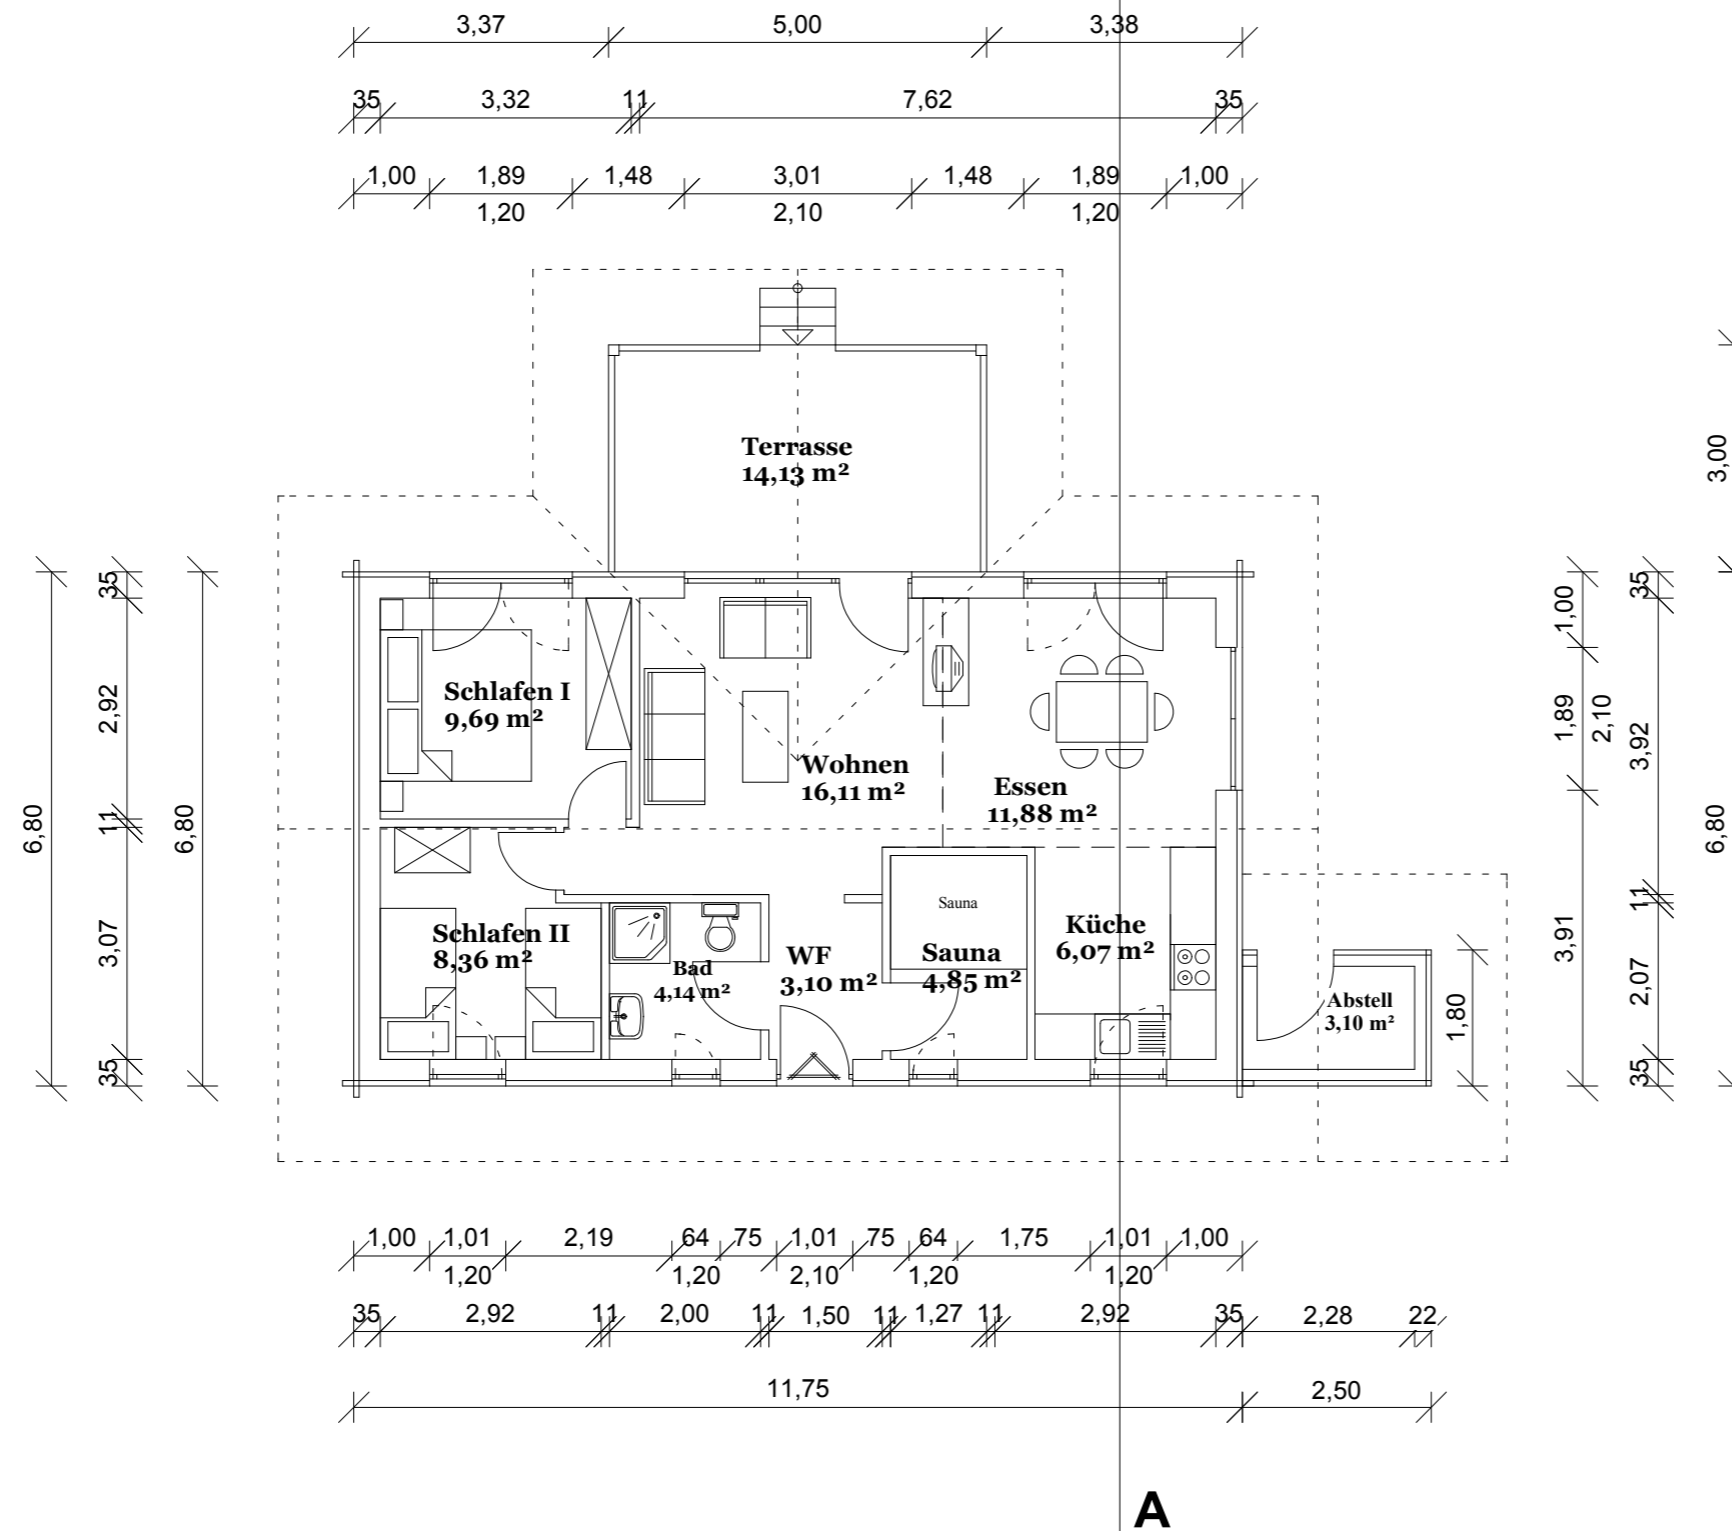 3,37 5,00 3,38
35 3,32 11 7,62 35
1,00 1,89 1,48 3,01 1,48 1,89 1,00
1,20 2,10 1,20
Terrasse
14,13 m²
3,00
35
2,92
11
3,07
35
6,80
6,80
Schlafen I
9,69 m²
Wohnen
16,11 m²
Essen
11,88 m²
1,00
1,89
2,10
3,91
35
3,92
11
2,07
35
6,80
Schlafen II
8,36 m²
Bad
4,14 m²
WF
3,10 m²
Sauna
Sauna
4,85 m²
Küche
6,07 m²
Abstell
3,10 m²
1,80
1,00 1,01 2,19 64 75 1,01 75 64 1,75 1,01 1,00
1,20 1,20 2,10 1,20 1,20
35 2,92 11 2,00 11 1,50 11 1,27 11 2,92 35 2,28 22
11,75 2,50
A